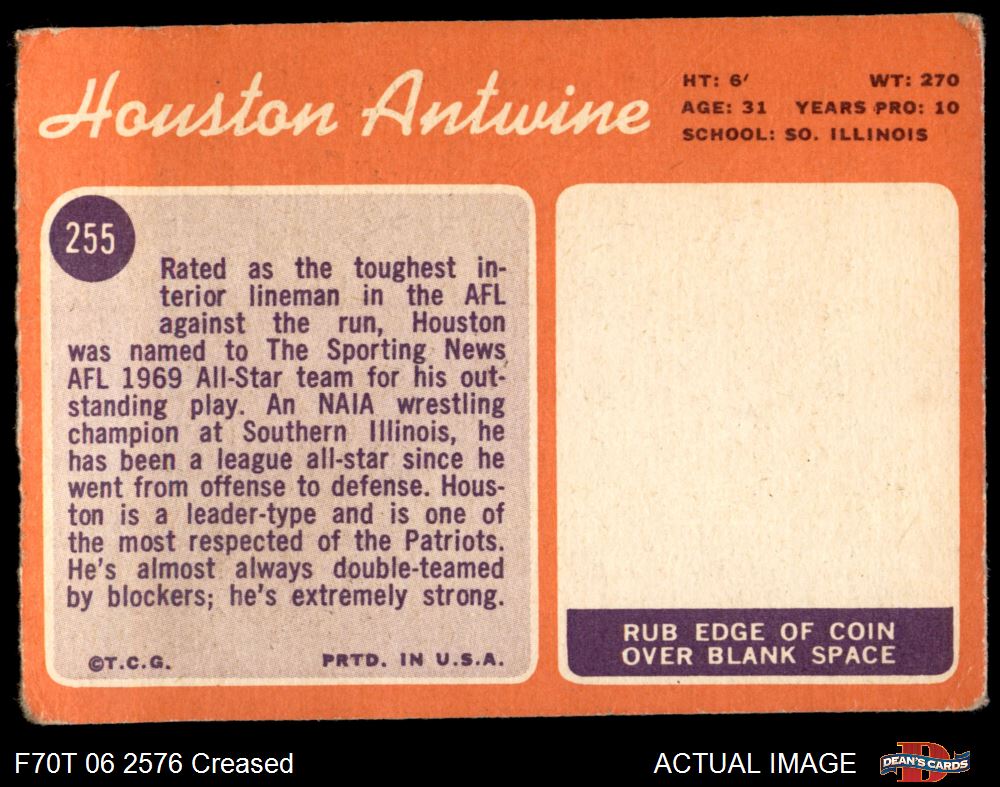 Houston Antwine
HT: 6' WT: 270
AGE: 31 YEARS PRO: 10
SCHOOL: SO. ILLINOIS
255
Rated as the toughest in-
terior lineman in the AFL
against the run, Houston
was named to The Sporting News
AFL 1969 All-Star team for his out-
standing play. An NAIA wrestling
champion at Southern Illinois, he
has been a league all-star since he
went from offense to defense. Hous-
ton is a leader-type and is one of
the most respected of the Patriots.
He's almost always double-teamed
by blockers; he's extremely strong.
©T.C.G. PRTD. IN U.S.A.
RUB EDGE OF COIN
OVER BLANK SPACE
F70T 06 2576 Creased
ACTUAL IMAGE
D
DEAN'S CARDS